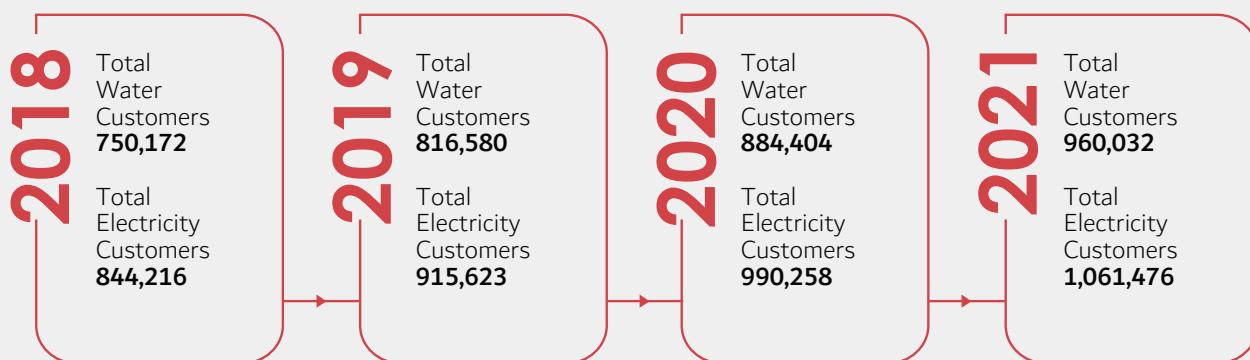 2018
Total
Water
Customers
750,172
Total
Electricity
Customers
844,216
2019
Total
Water
Customers
816,580
Total
Electricity
Customers
915,623
2020
Total
Water
Customers
884,404
Total
Electricity
Customers
990,258
2021
Total
Water
Customers
960,032
Total
Electricity
Customers
1,061,476